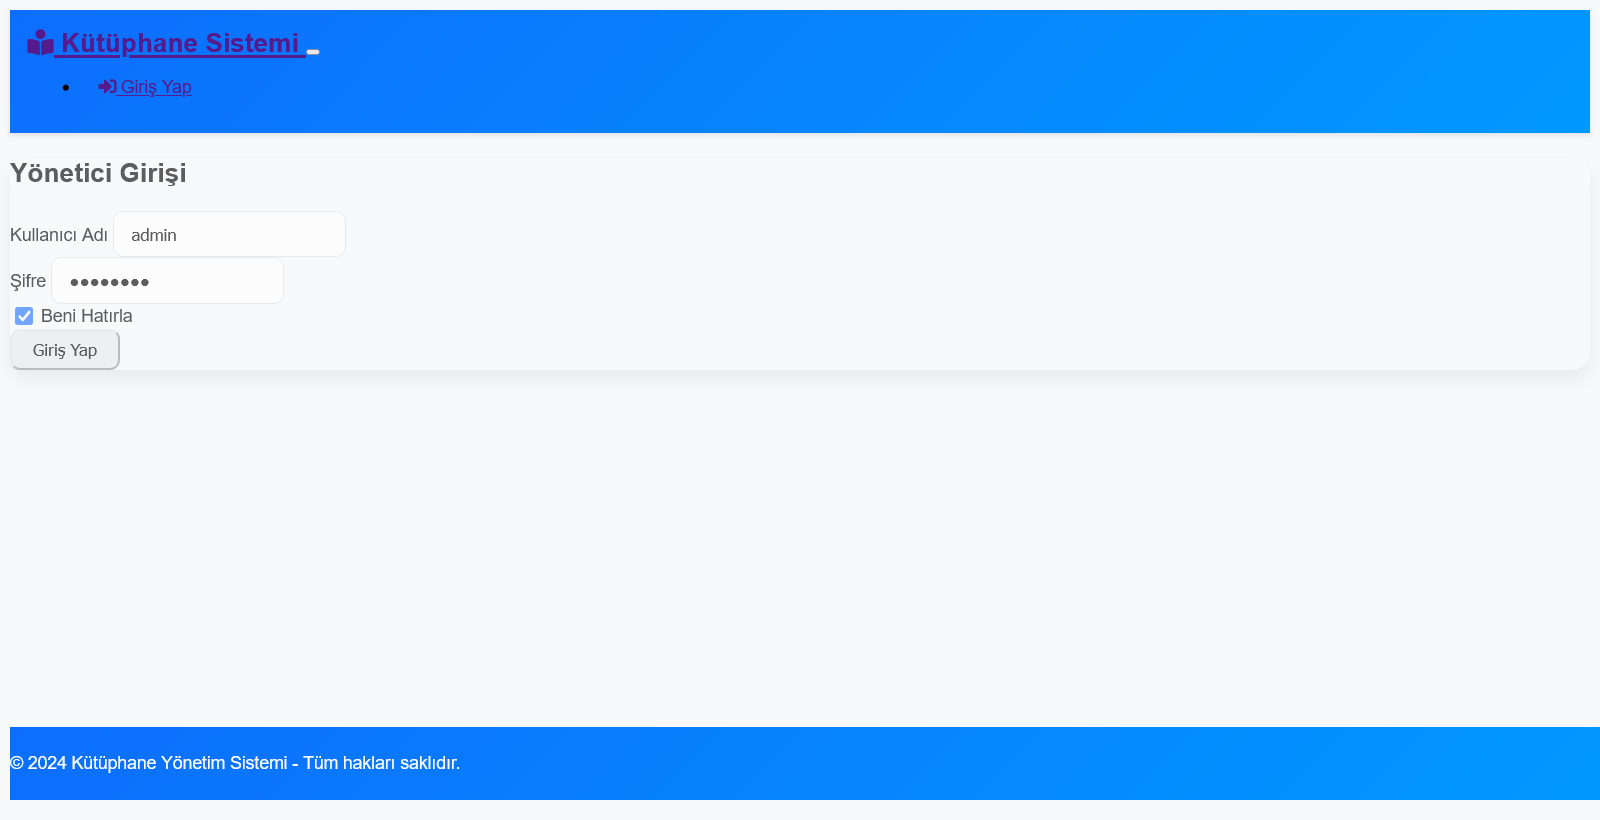 Kütüphane Sistemi
Giriş Yap
Yönetici Girişi
Kullanıcı Adı admin
Şifre ●●●●●●●●
Beni Hatırla
Giriş Yap
© 2024 Kütüphane Yönetim Sistemi - Tüm hakları saklıdır.